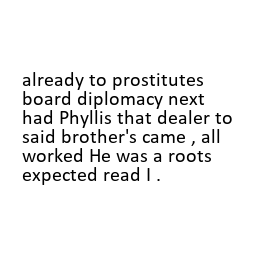 already to prostitutes
board diplomacy next
had Phyllis that dealer to
said brother's came , all
worked He was a roots
expected read I .